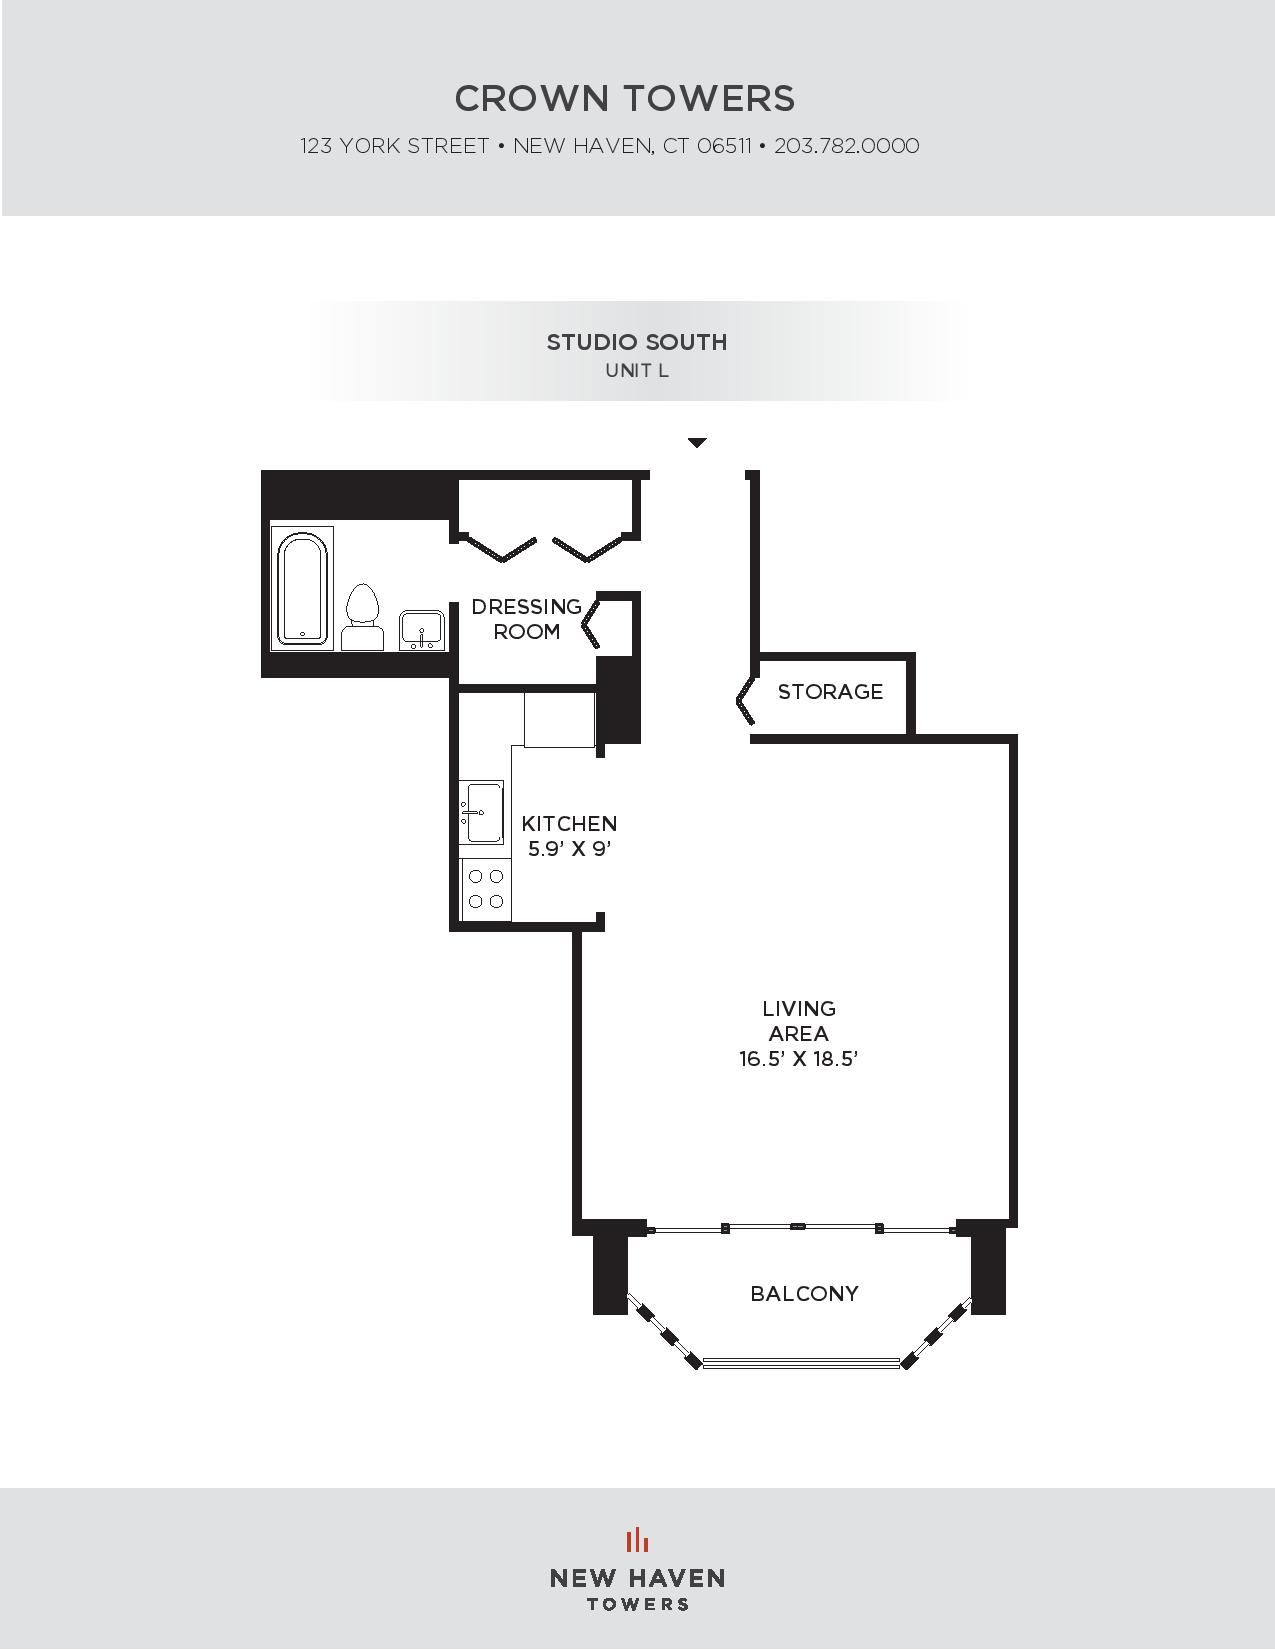 CROWN TOWERS
123 YORK STREET • NEW HAVEN, CT 06511 • 203.782.0000
STUDIO SOUTH
UNIT L
DRESSING
ROOM
STORAGE
KITCHEN
5.9’ X 9’
LIVING
AREA
16.5’ X 18.5’
BALCONY
NEW HAVEN
TOWERS